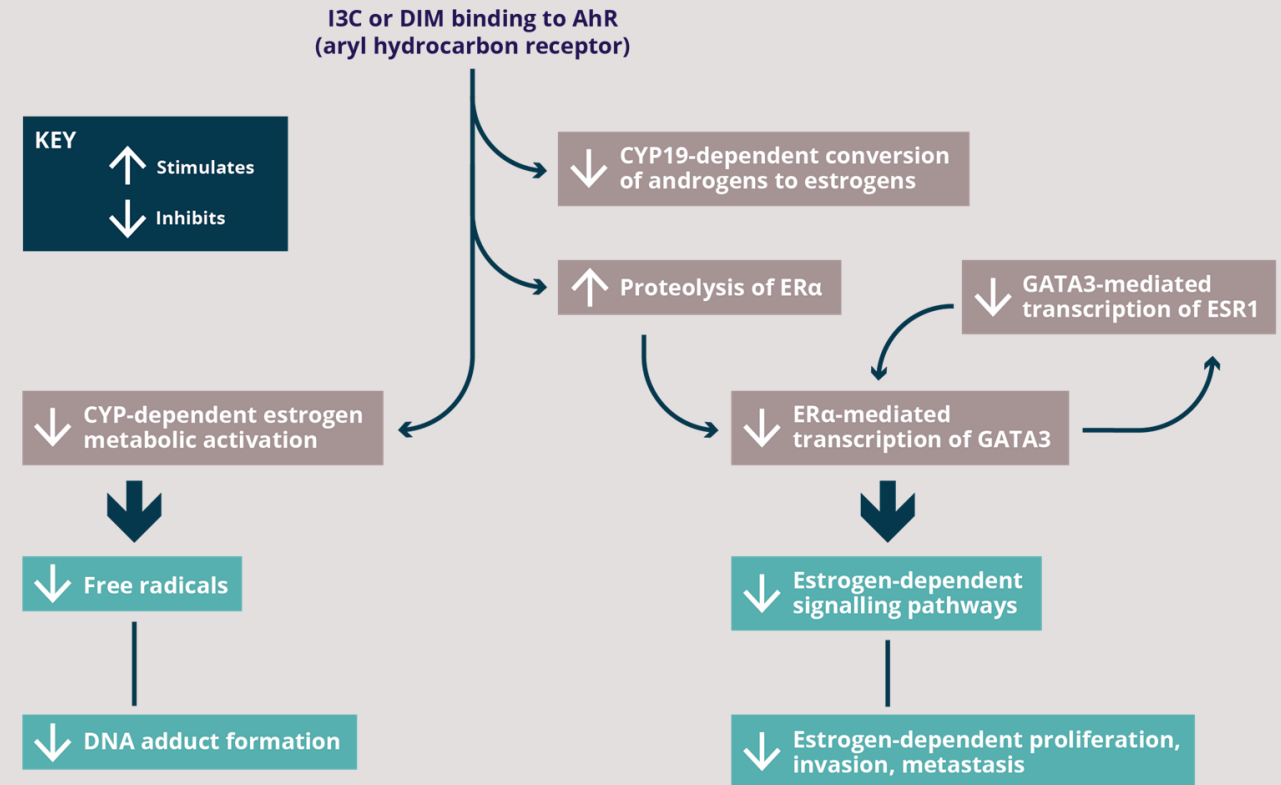 I3C or DIM binding to AhR
(aryl hydrocarbon receptor)
KEY
Stimulates
Inhibits
CYP19-dependent conversion
of androgens to estrogens
Proteolysis of ERα
GATA3-mediated
transcription of ESR1
CYP-dependent estrogen
metabolic activation
ERα-mediated
transcription of GATA3
Free radicals
Estrogen-dependent
signalling pathways
DNA adduct formation
Estrogen-dependent proliferation,
invasion, metastasis